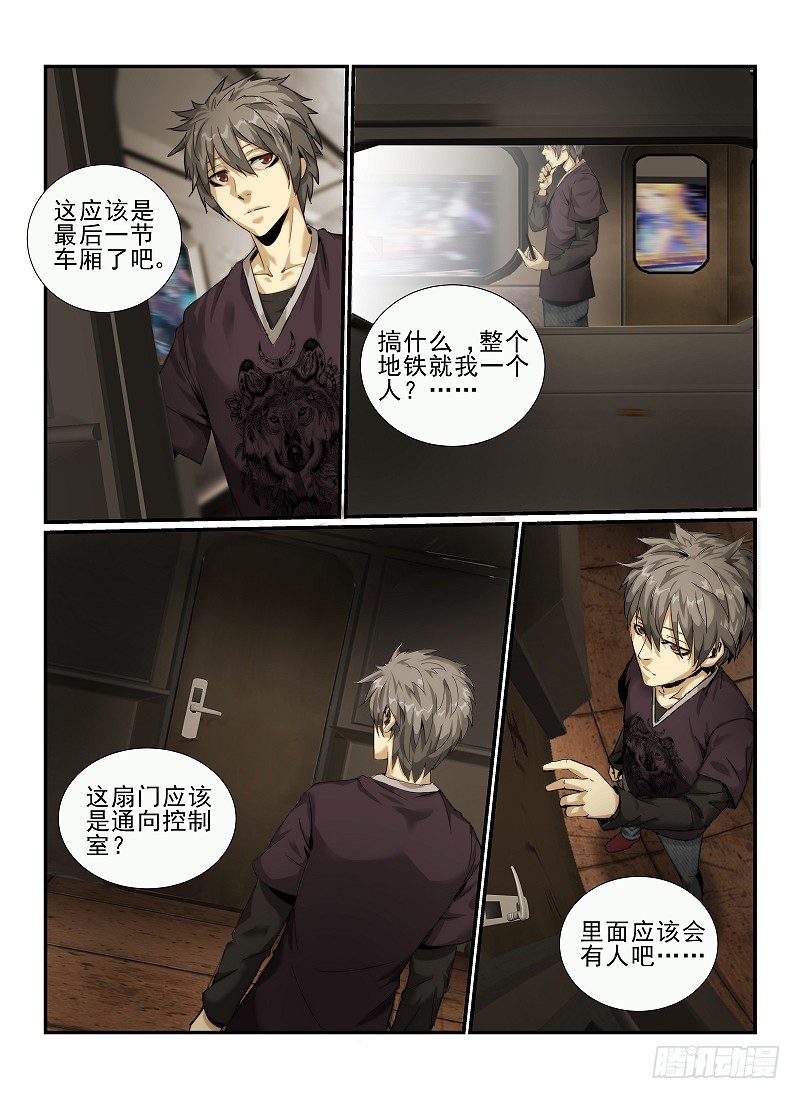 这应该是
最后一节
车厢了吧。
搞什么,整个
地铁就我一个
人?……
这扇门应该
是通向控制
室?
里面应该会
有人吧……
腾讯动漫